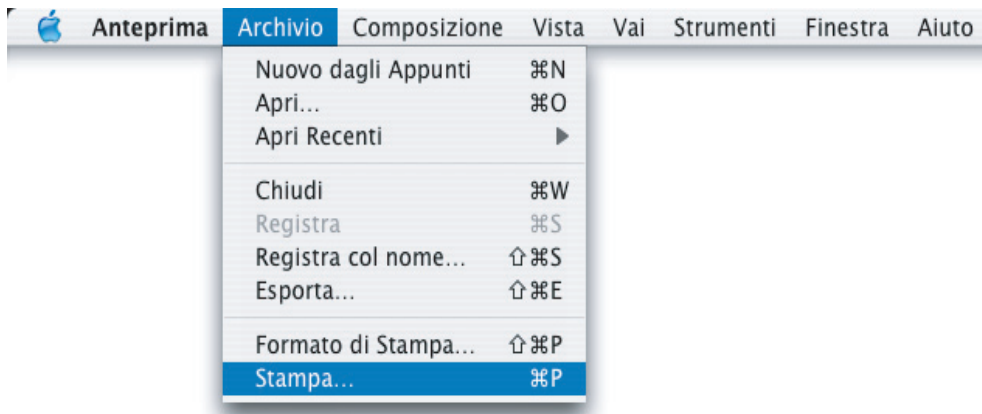 Anteprima Archivio Composizione Vista Vai Strumenti Finestra Aiuto
Nuovo dagli Appunti ⌘N
Apri... ⌘O
Apri Recenti ▶
Chiudi ⌘W
Registra ⌘S
Registra col nome... ⇧⌘S
Esporta... ⇧⌘E
Formato di Stampa... ⇧⌘P
Stampa... ⌘P